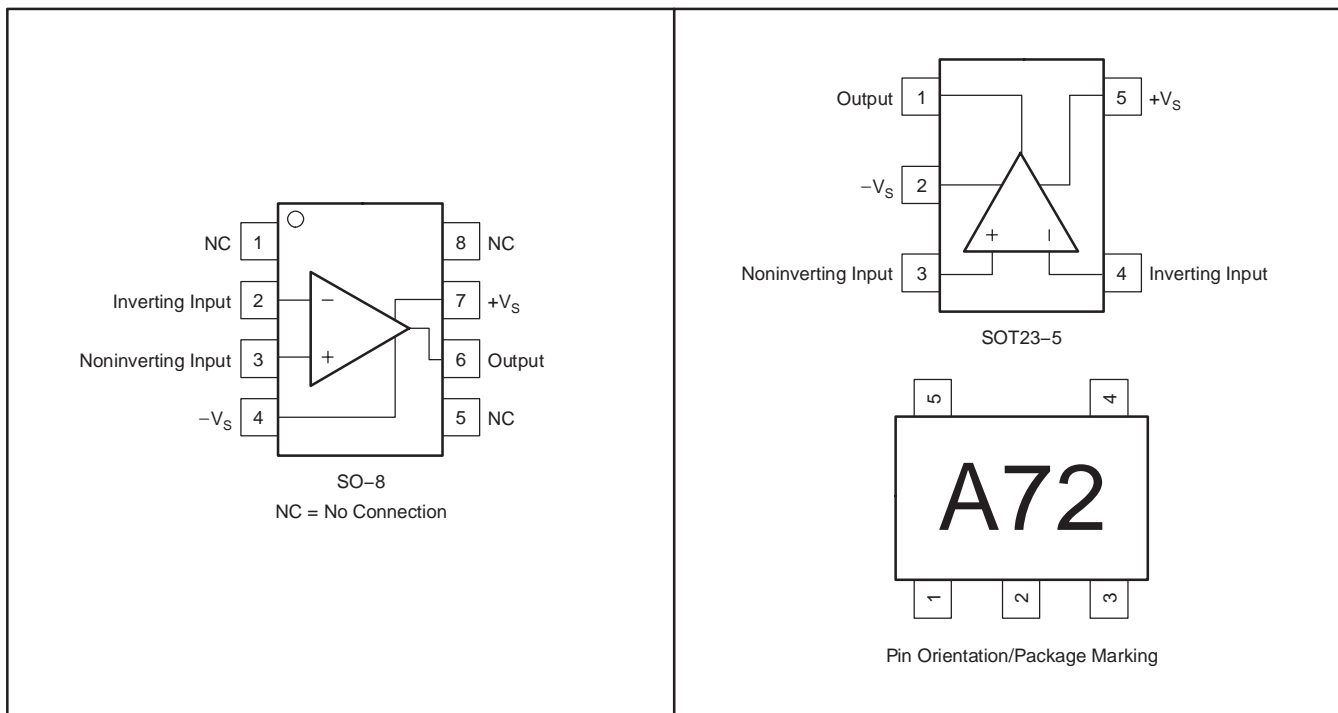 NC 1
8 NC
Inverting Input 2 −
7 +VS
Noninverting Input 3 +
6 Output
−VS 4
5 NC
SO−8
NC = No Connection
Output 1
5 +VS
−VS 2
+ −
Noninverting Input 3
4 Inverting Input
SOT23−5
5 4
A72
1 2 3
Pin Orientation/Package Marking